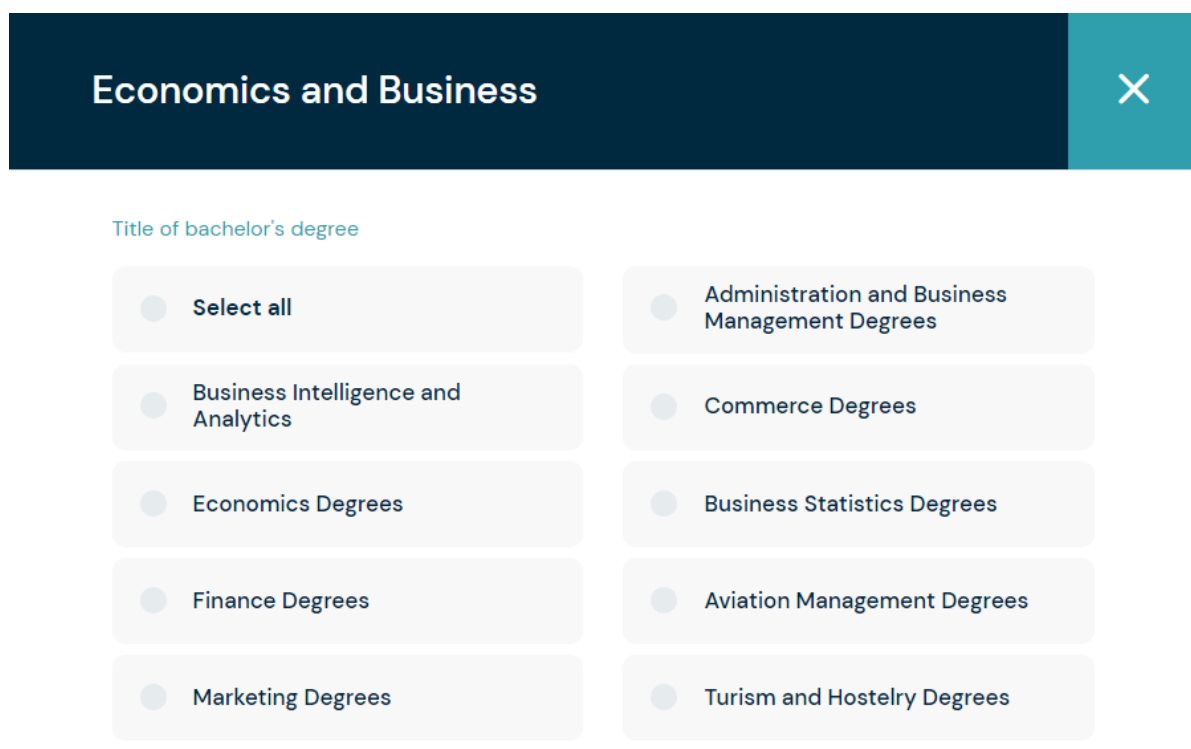 Economics and Business
Title of bachelor's degree
Select all
Administration and Business
Management Degrees
Business Intelligence and
Analytics
Commerce Degrees
Economics Degrees
Business Statistics Degrees
Finance Degrees
Aviation Management Degrees
Marketing Degrees
Turism and Hostelry Degrees